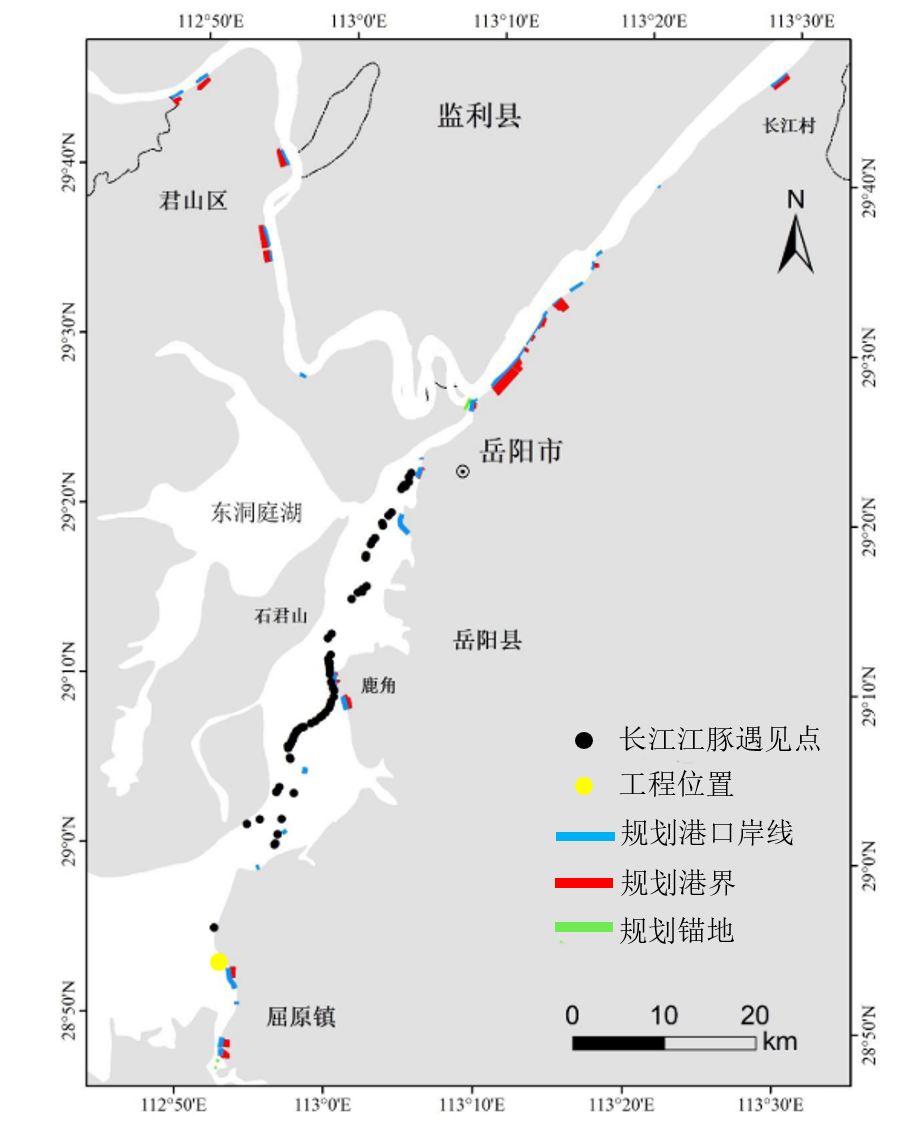 112°50'E
113°0'E
113°10'E
113°20'E
113°30'E
监利县
长江村
29°40'N
29°40'N
君山区
N
29°30'N
29°30'N
岳阳市
29°20'N
29°20'N
东洞庭湖
石君山
岳阳县
29°10'N
29°10'N
鹿角
长江江豚遇见点
工程位置
规划港口岸线
29°0'N
29°0'N
规划港界
规划锚地
28°50'N
28°50'N
屈原镇
0 10 20
km
112°50'E
113°0'E
113°10'E
113°20'E
113°30'E